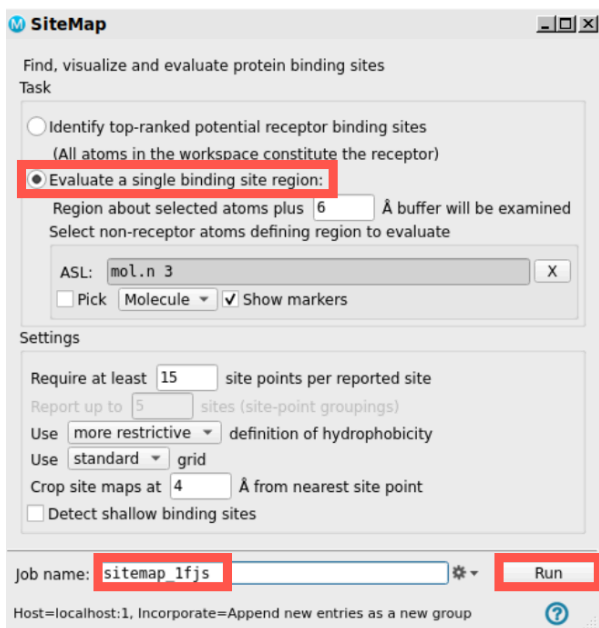 SiteMap
Find, visualize and evaluate protein binding sites
Task
Identify top-ranked potential receptor binding sites
(All atoms in the workspace constitute the receptor)
Evaluate a single binding site region:
Region about selected atoms plus 6 Å buffer will be examined
Select non-receptor atoms defining region to evaluate
ASL: mol.n 3 X
Pick Molecule Show markers
Settings
Require at least 15 site points per reported site
Report up to 5 sites (site-point groupings)
Use more restrictive definition of hydrophobicity
Use standard grid
Crop site maps at 4 Å from nearest site point
Detect shallow binding sites
Job name: sitemap_1fjs Run
Host=localhost:1, Incorporate=Append new entries as a new group ?